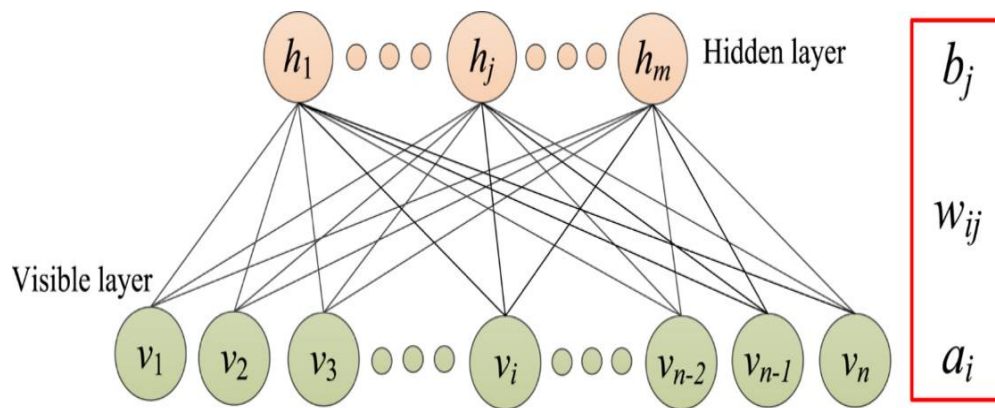 h₁ hⱼ hₘ Hidden layer
bⱼ
wᵢⱼ
Visible layer
v₁ v₂ v₃ vᵢ vₙ₋₂ vₙ₋₁ vₙ
aᵢ